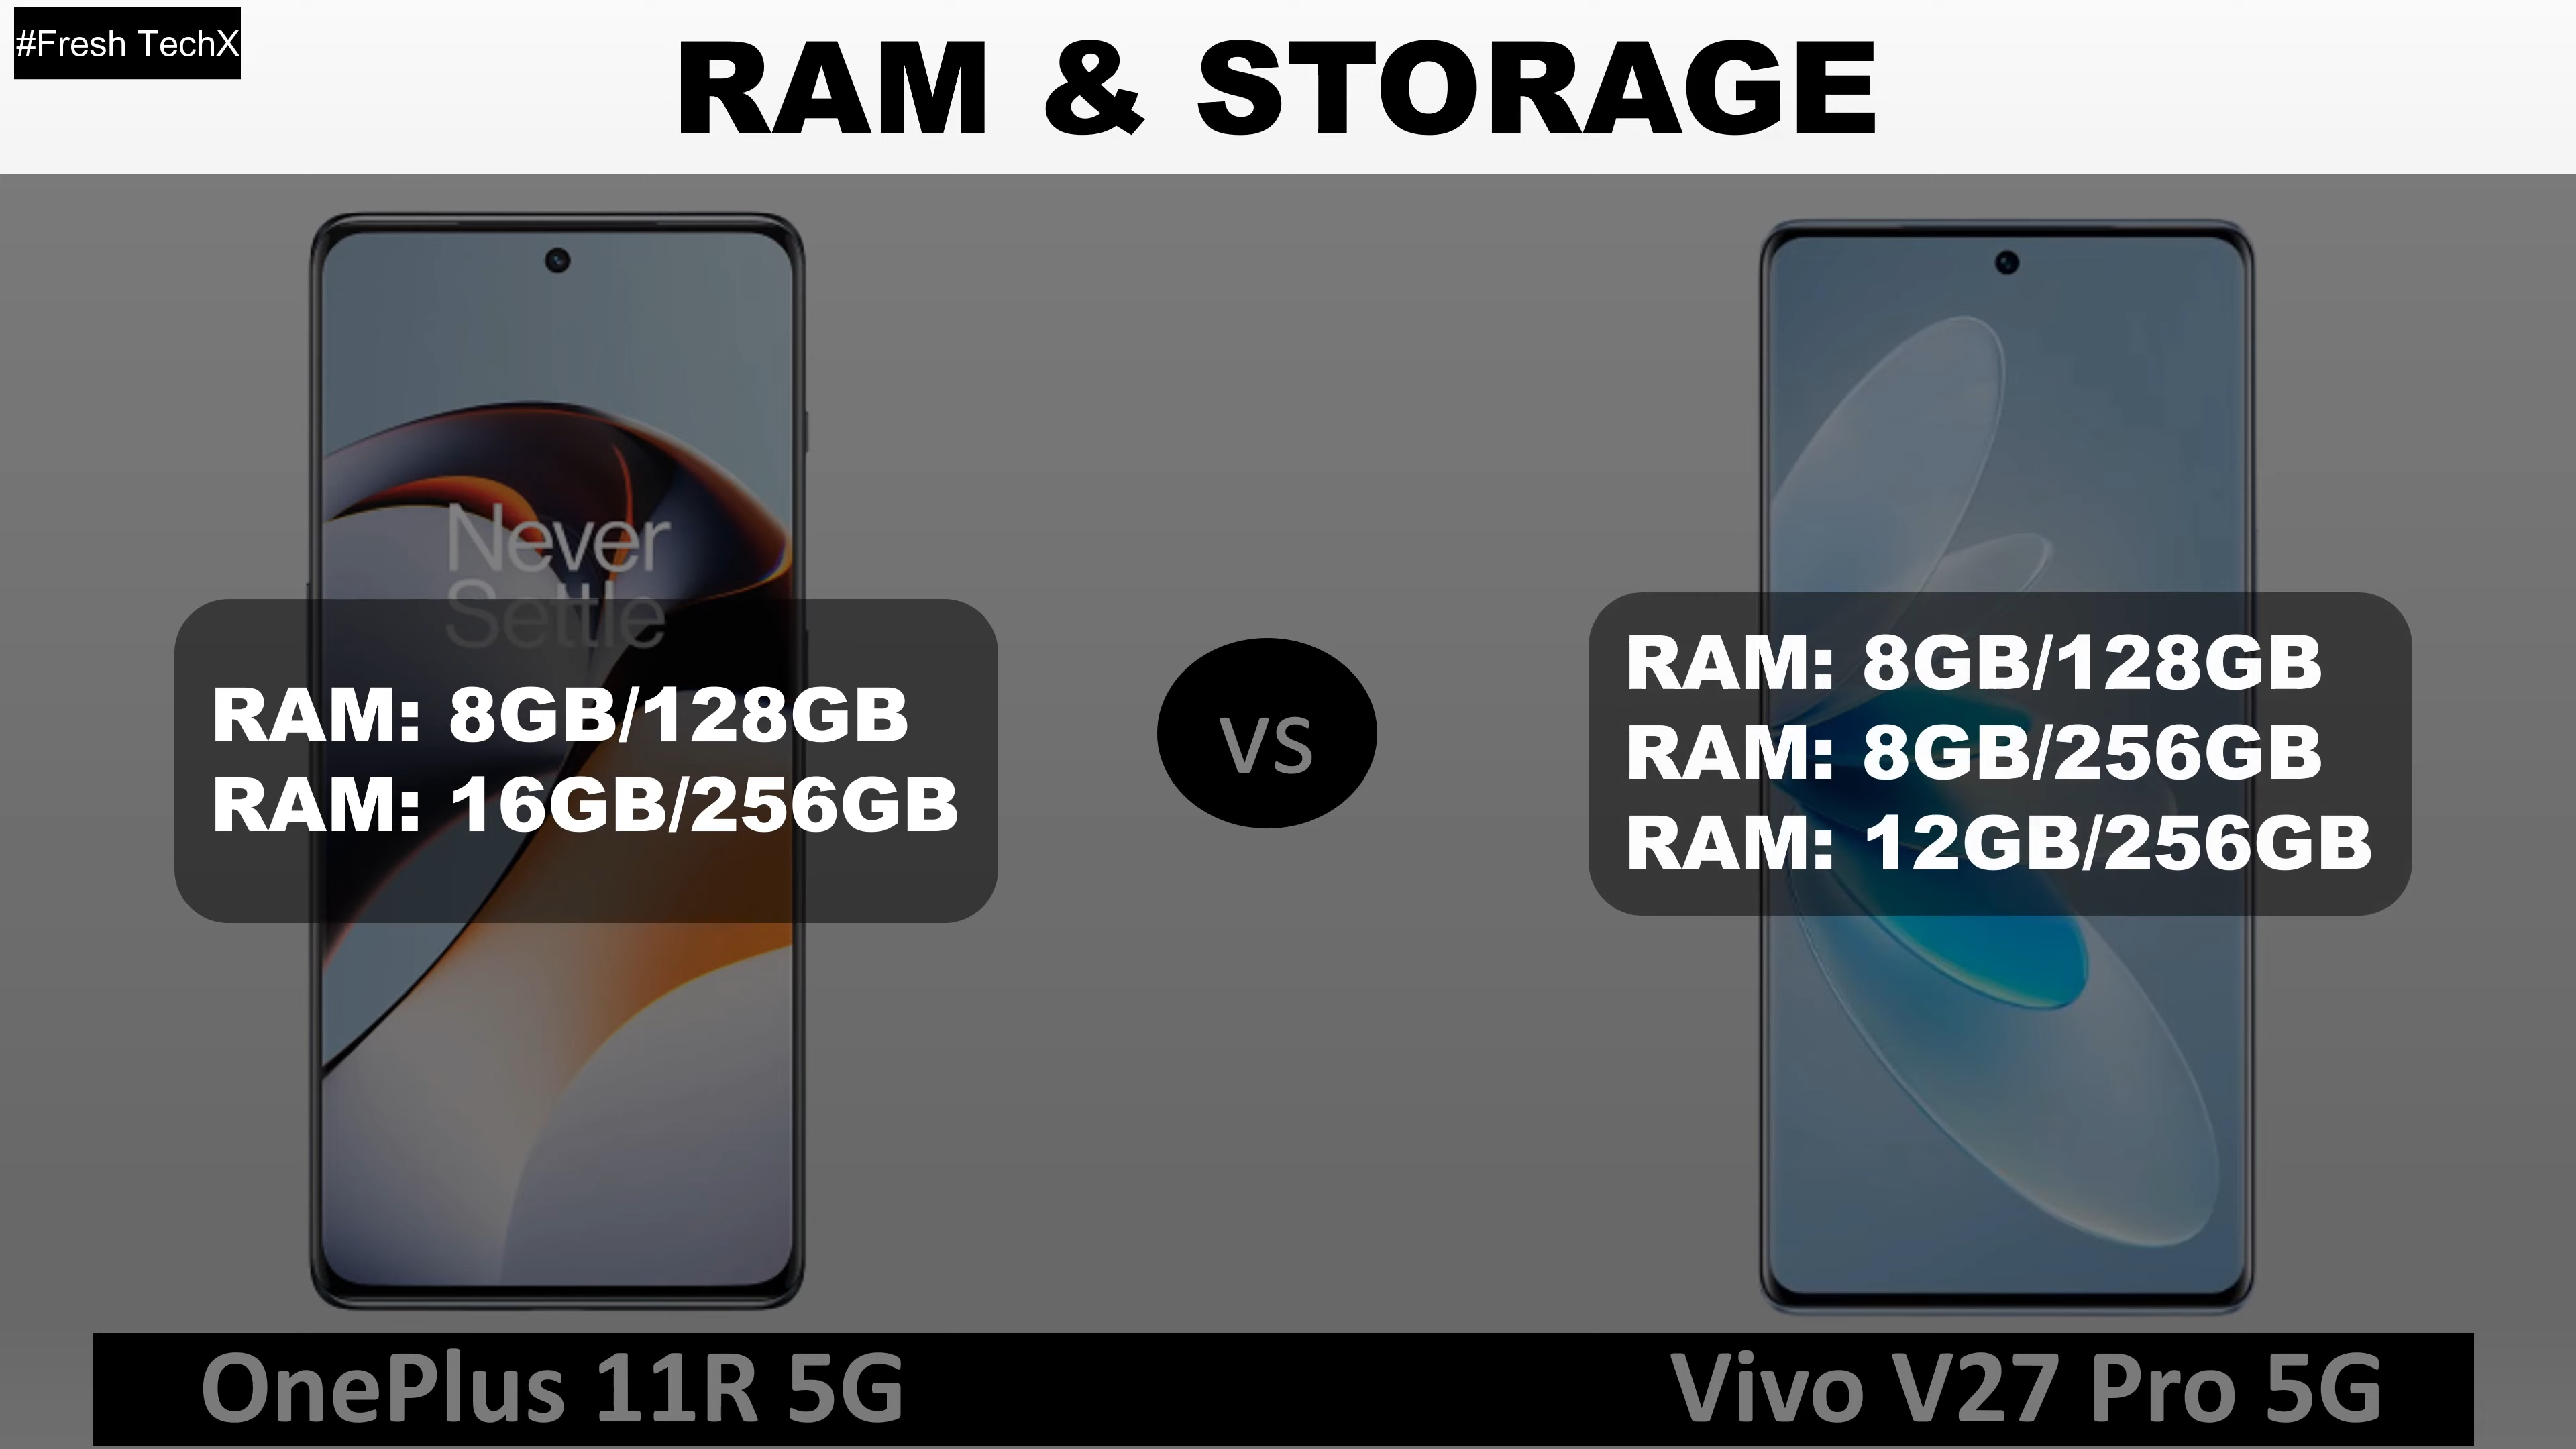 #Fresh TechX
RAM & STORAGE
Never
Settle
RAM: 8GB/128GB
RAM: 16GB/256GB
VS
RAM: 8GB/128GB
RAM: 8GB/256GB
RAM: 12GB/256GB
OnePlus 11R 5G
Vivo V27 Pro 5G